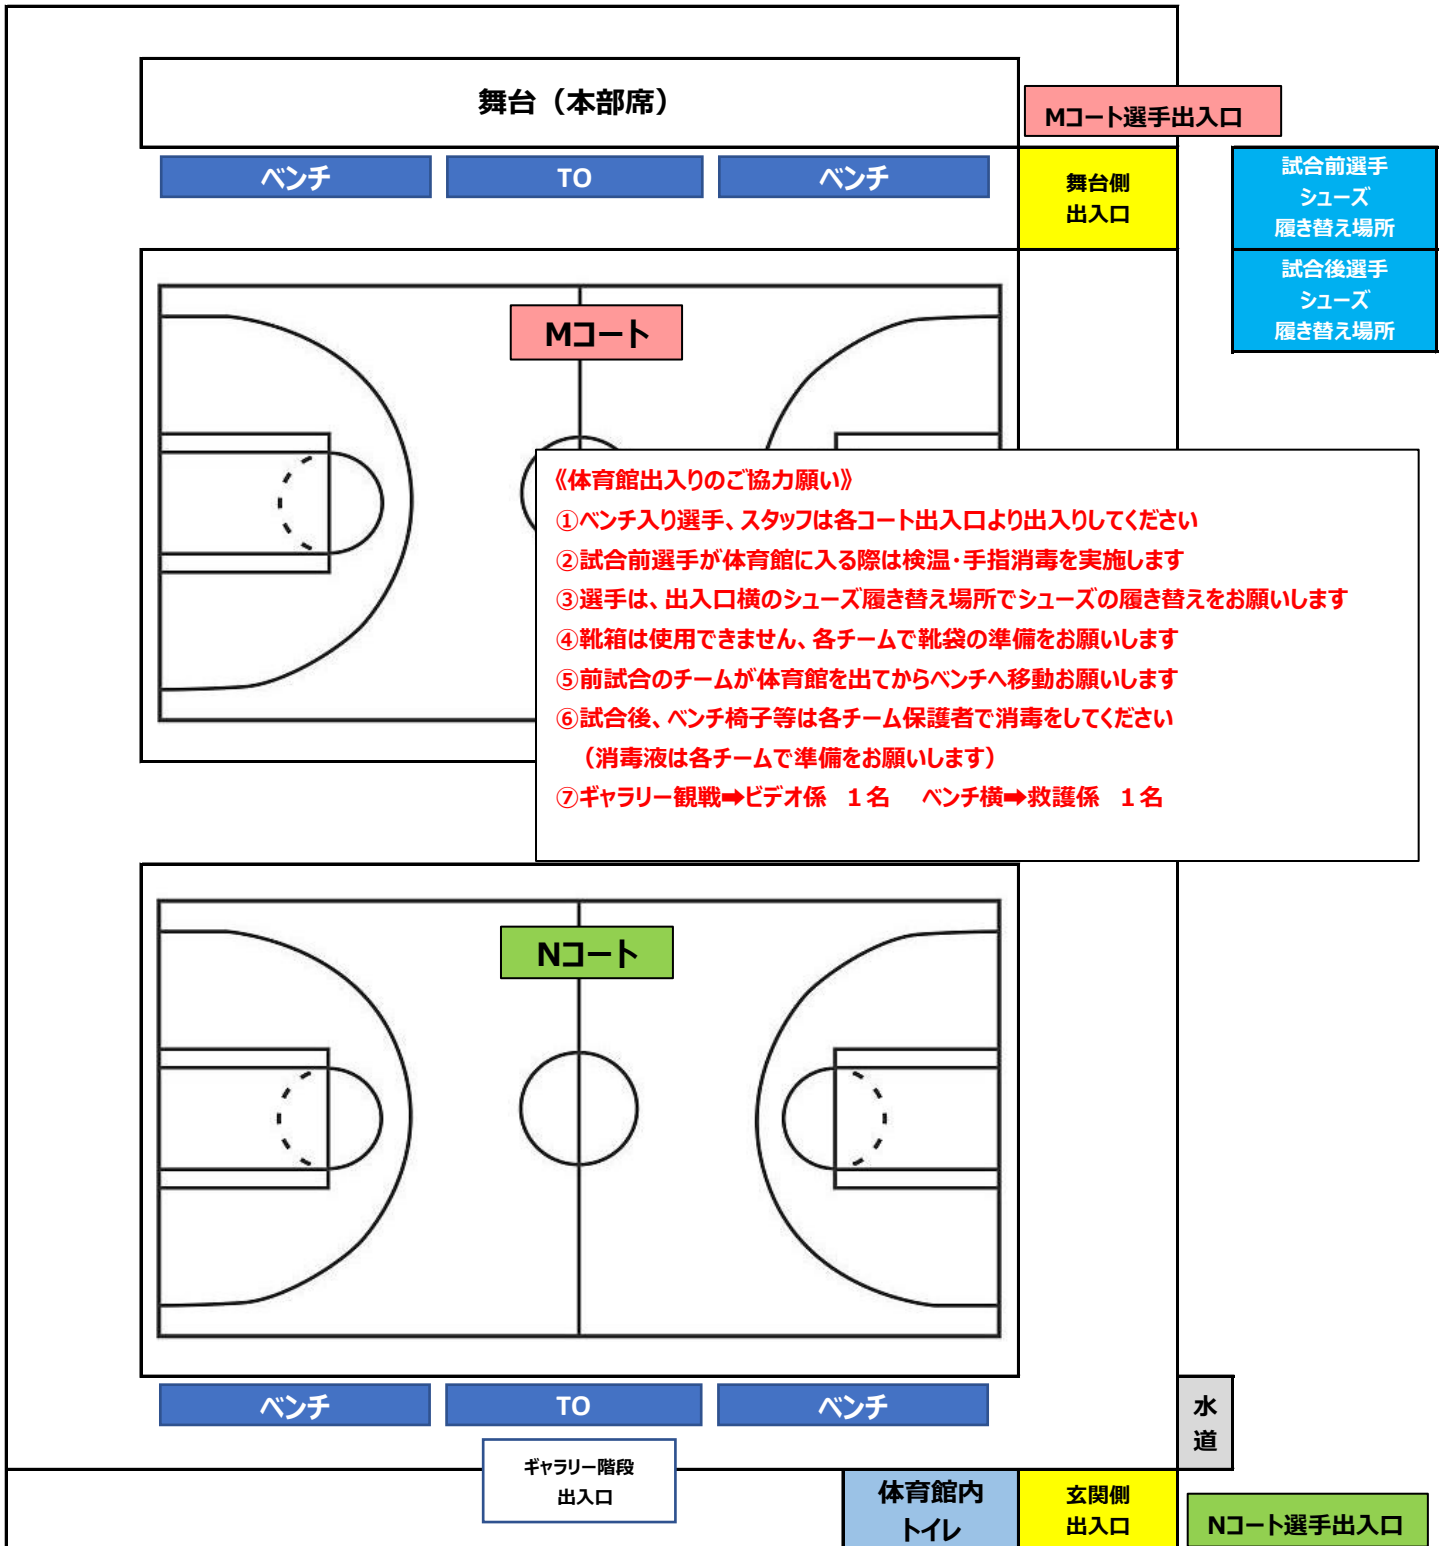 舞台（本部席）
Mコート選手出入口
ベンチ
TO
ベンチ
舞台側
出入口
試合前選手
シューズ
履き替え場所
試合後選手
シューズ
履き替え場所
Mコート
《体育館出入りのご協力願い》
①ベンチ入り選手、スタッフは各コート出入口より出入りしてください
②試合前選手が体育館に入る際は検温・手指消毒を実施します
③選手は、出入口横のシューズ履き替え場所でシューズの履き替えをお願いします
④靴箱は使用できません、各チームで靴袋の準備をお願いします
⑤前試合のチームが体育館を出てからベンチへ移動お願いします
⑥試合後、ベンチ椅子等は各チーム保護者で消毒をしてください
（消毒液は各チームで準備をお願いします）
⑦ギャラリー観戦➡ビデオ係　１名　ベンチ横➡救護係　１名
Nコート
ベンチ
TO
ベンチ
水
道
ギャラリー階段
出入口
体育館内
トイレ
玄関側
出入口
Nコート選手出入口